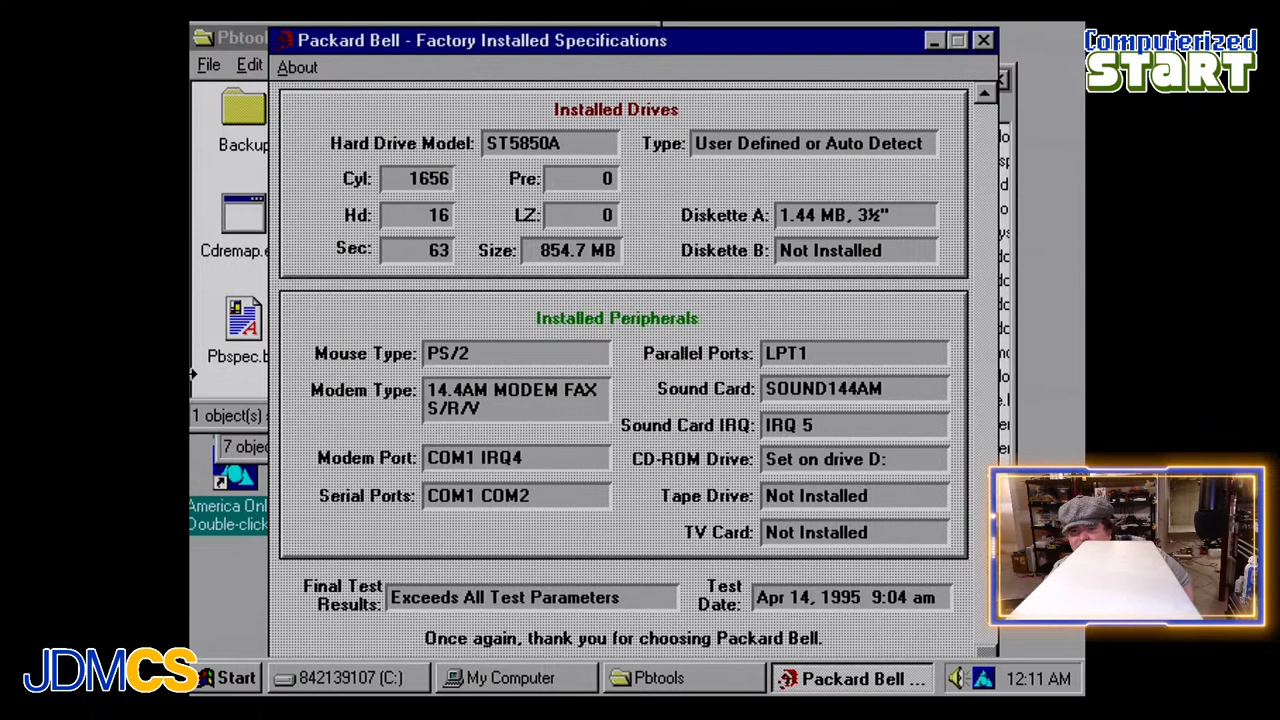 Pbtool
Packard Bell - Factory Installed Specifications
Computerized
START
File Edit
About
Installed Drives
Hard Drive Model: ST5850A
Type: User Defined or Auto Detect
Backup
Cyl: 1656
Pre: 0
Hd: 16
LZ: 0
Diskette A: 1.44 MB, 3½"
Cdremap.e
Sec: 63
Size: 854.7 MB
Diskette B: Not Installed
Installed Peripherals
Pbspec.b
Mouse Type: PS/2
Parallel Ports: LPT1
Modem Type: 14.4AM MODEM FAX
S/R/V
Sound Card: SOUND144AM
1 object(s)
Sound Card IRQ: IRQ 5
7 objec
Modem Port: COM1 IRQ4
CD-ROM Drive: Set on drive D:
Serial Ports: COM1 COM2
Tape Drive: Not Installed
America Onl
Double-click
TV Card: Not Installed
Final Test
Results: Exceeds All Test Parameters
Test
Date: Apr 14, 1995 9:04 am
Once again, thank you for choosing Packard Bell.
JDMCS
Start
842139107 (C:)
My Computer
Pbtools
Packard Bell ...
12:11 AM